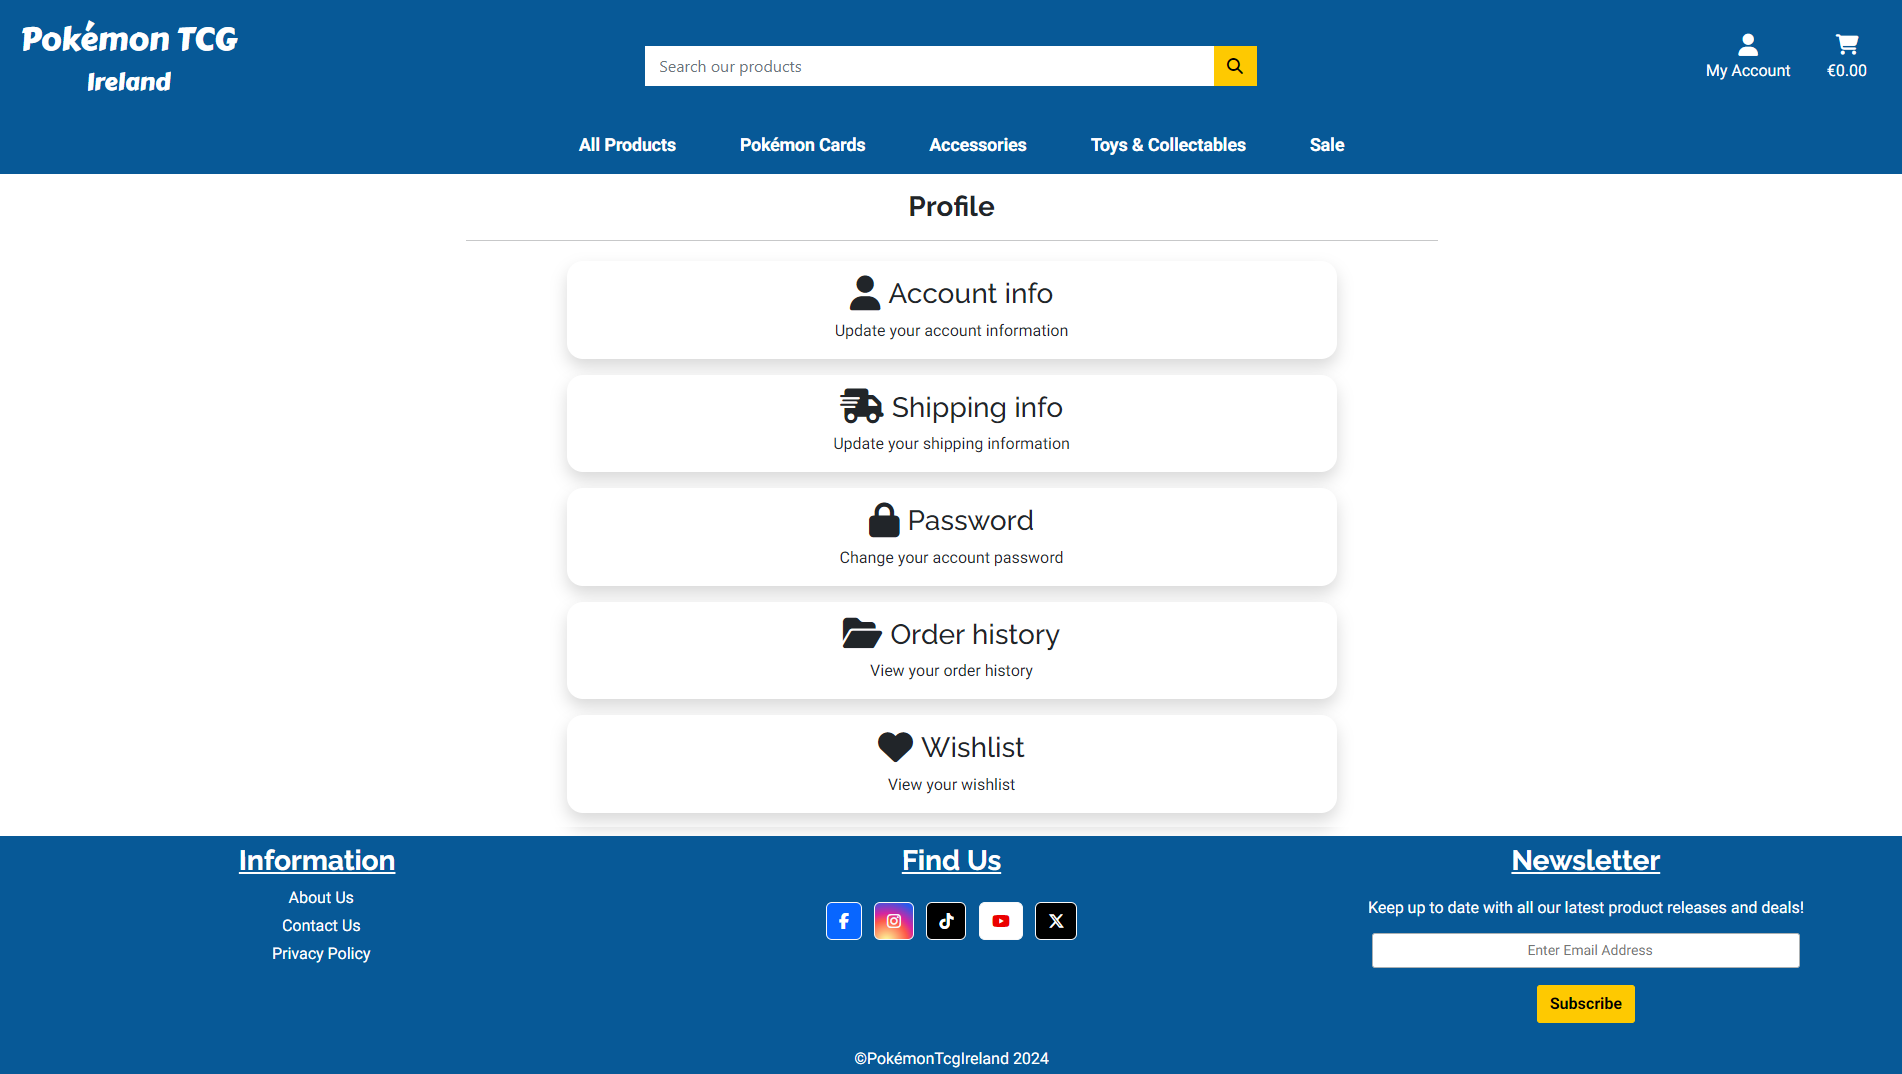 Pokémon TCG
Ireland
Search our products
My Account
€0.00
All Products
Pokémon Cards
Accessories
Toys & Collectables
Sale
Profile
Account info
Update your account information
Shipping info
Update your shipping information
Password
Change your account password
Order history
View your order history
Wishlist
View your wishlist
Information
About Us
Contact Us
Privacy Policy
Find Us
Newsletter
Keep up to date with all our latest product releases and deals!
Enter Email Address
Subscribe
©PokémonTcgIreland 2024